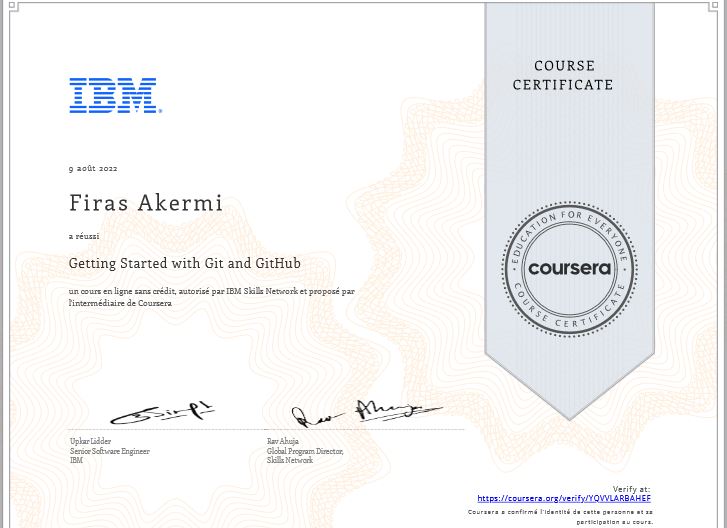 COURSE
CERTIFICATE
IBM
9 août 2022
Firas Akermi
a réussi
Getting Started with Git and GitHub
un cours en ligne sans crédit, autorisé par IBM Skills Network et proposé par
l'intermédiaire de Coursera
EDUCATION FOR EVERYONE
coursera
COURSE CERTIFICATE
Upkar Lidder
Senior Software Engineer
IBM
Rav Ahuja
Global Program Director,
Skills Network
Verify at:
https://coursera.org/verify/YQVVLARBAHEF
Coursera a confirmé l'identité de cette personne et sa
participation au cours.